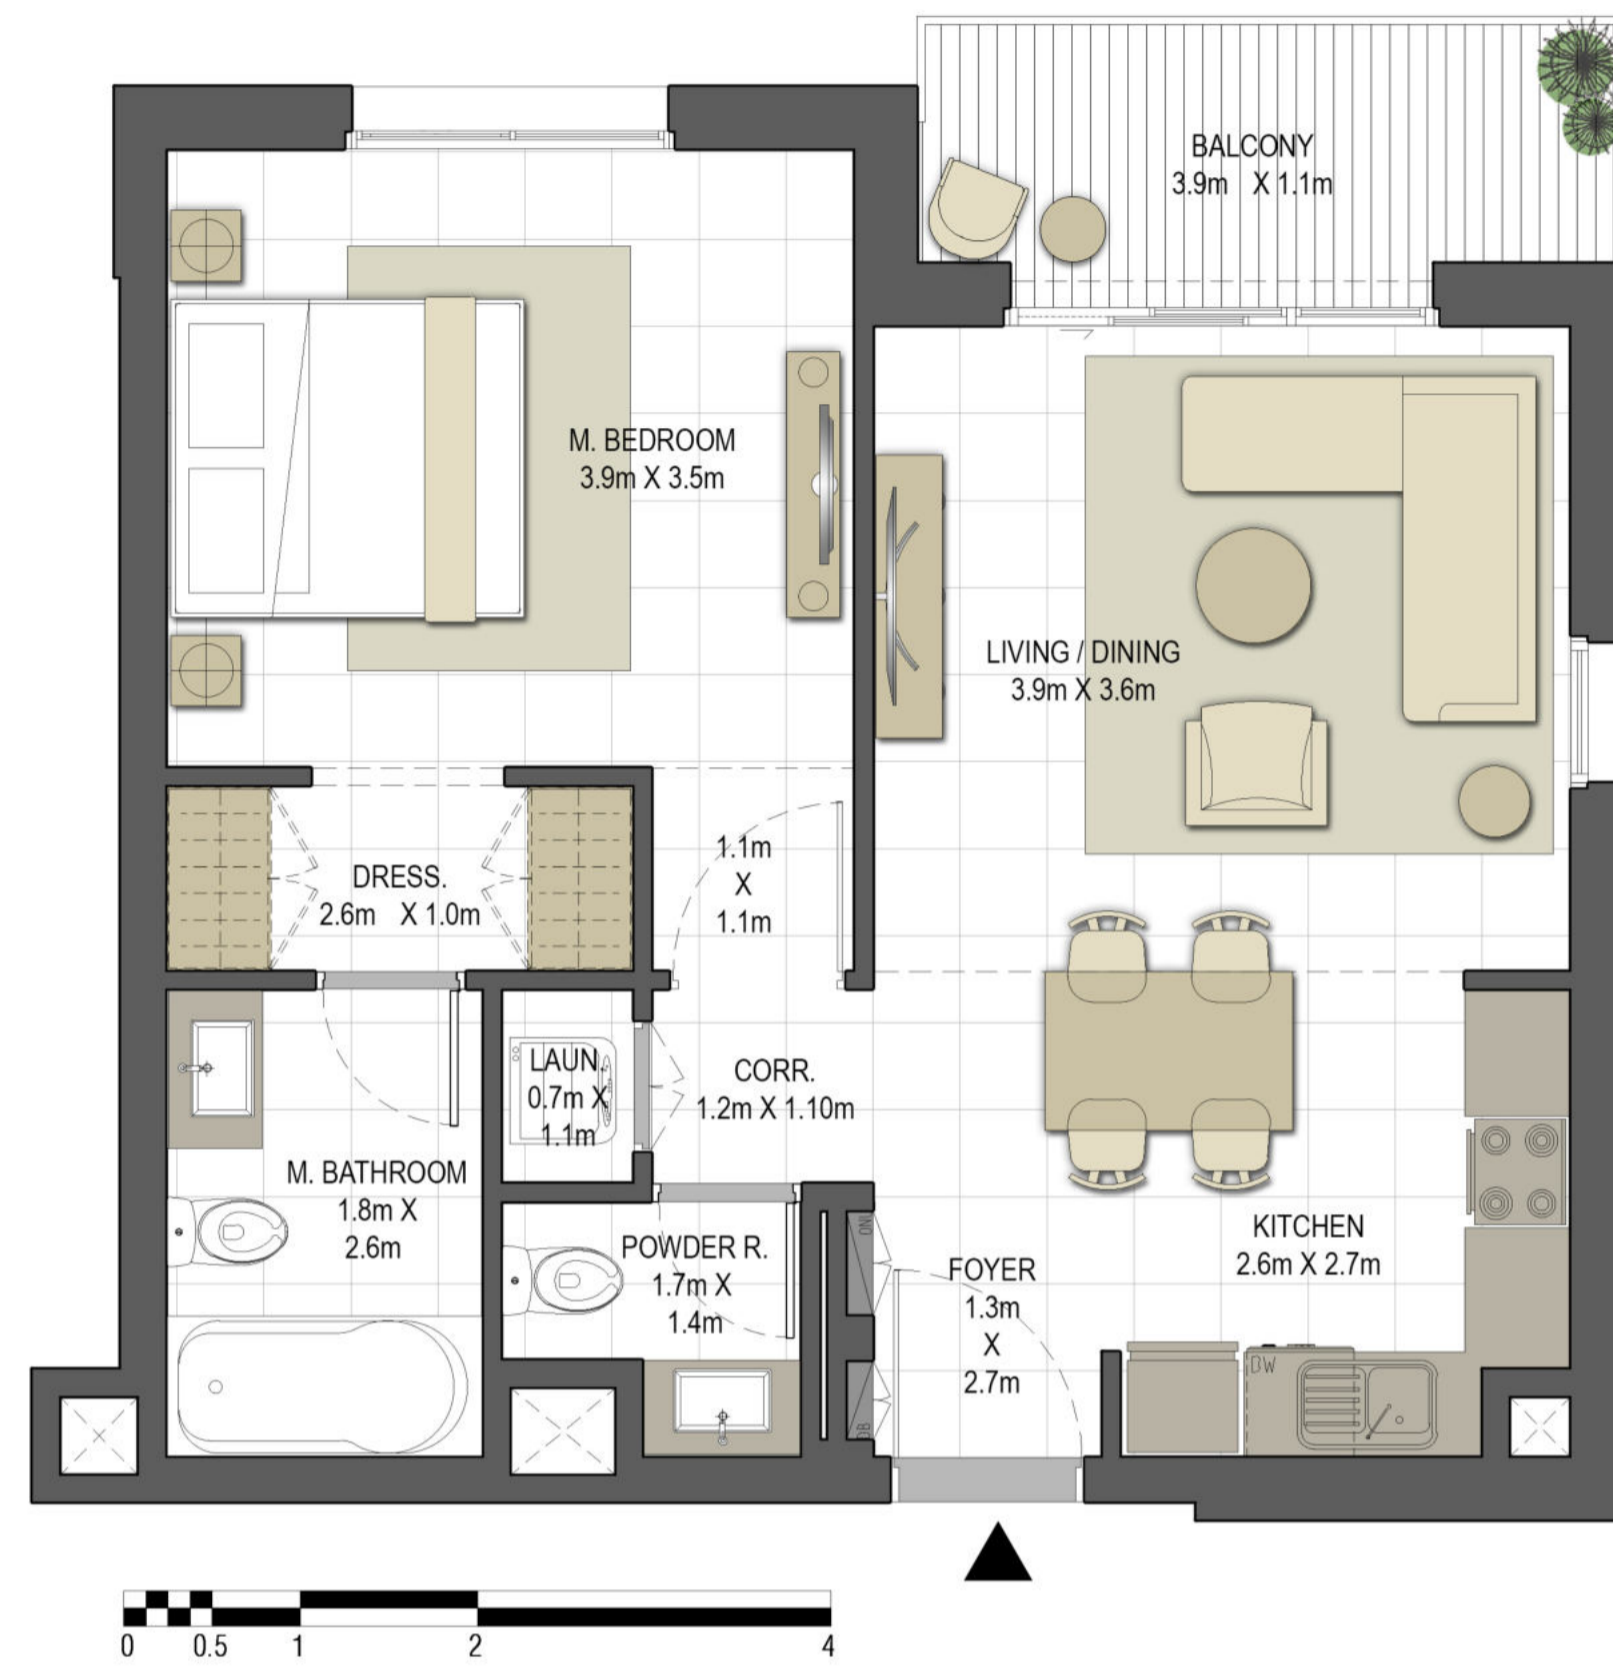 BALCONY
3.9m X 1.1m
M. BEDROOM
3.9m X 3.5m
LIVING / DINING
3.9m X 3.6m
DRESS.
2.6m X 1.0m
1.1m
X
1.1m
LAUN.
0.7m X
1.1m
CORR.
1.2m X 1.10m
M. BATHROOM
1.8m X
2.6m
POWDER R.
1.7m X
1.4m
FOYER
1.3m
X
2.7m
KITCHEN
2.6m X 2.7m
DW
DB
0 0.5 1 2 4